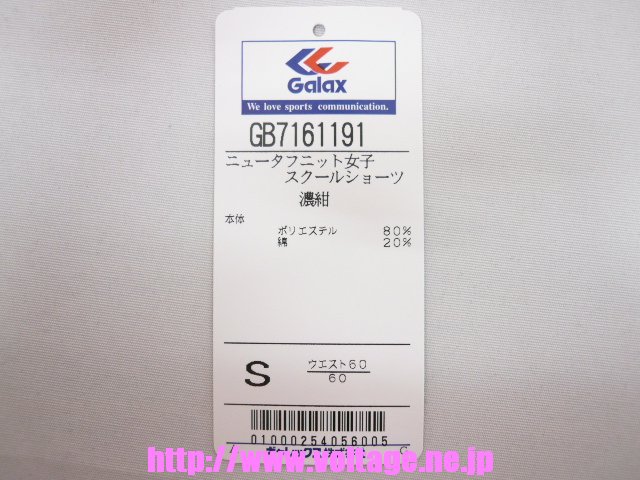 Galax
We love sports communication.
GB7161191
ニュータフニット女子
スクールショーツ
濃紺
本体
ポリエステル 80%
綿 20%
S
ウエスト60
60
01000254056005
http://www.voltage.ne.jp